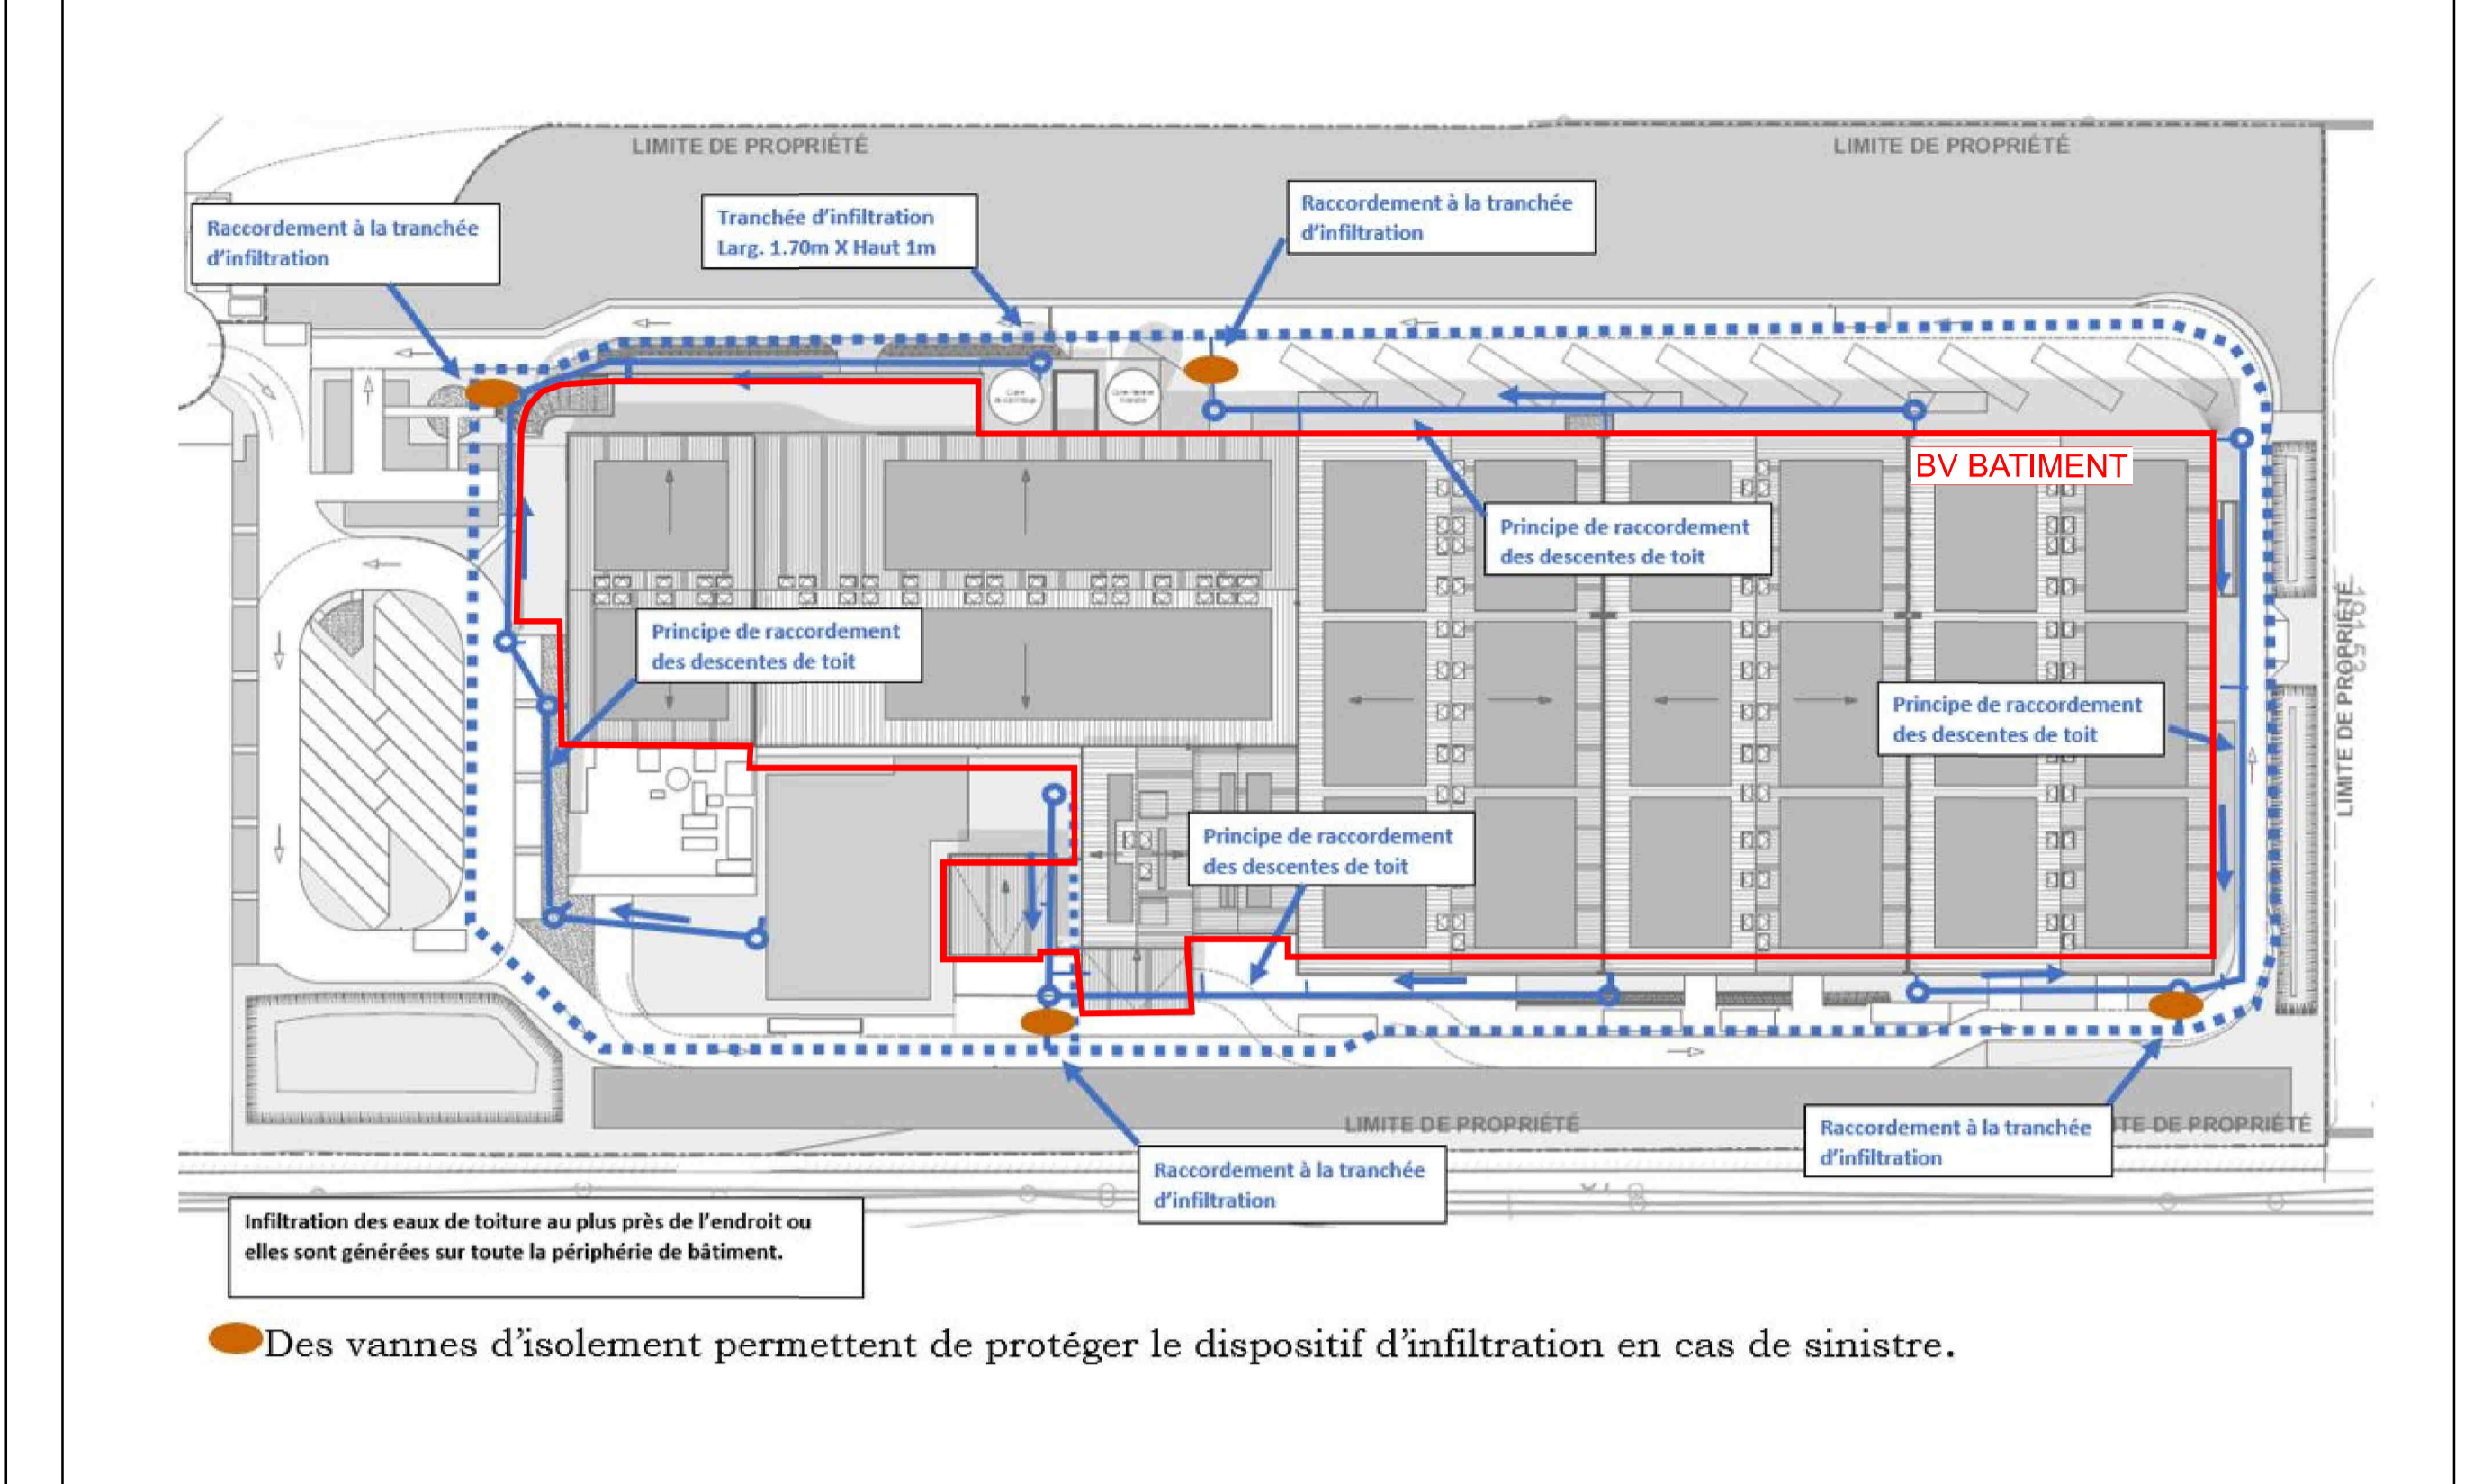 LIMITE DE PROPRIÉTÉ
LIMITE DE PROPRIÉTÉ
Raccordement à la tranchée
d'infiltration
Tranchée d'infiltration
Larg. 1.70m X Haut 1m
Raccordement à la tranchée
d'infiltration
BV BATIMENT
Principe de raccordement
des descentes de toit
Principe de raccordement
des descentes de toit
Principe de raccordement
des descentes de toit
LIMITE DE PROPRIÉTÉ
Principe de raccordement
des descentes de toit
LIMITE DE PROPRIÉTÉ
Raccordement à la tranchée
d'infiltration
ITE DE PROPRIÉTÉ
Raccordement à la tranchée
d'infiltration
Infiltration des eaux de toiture au plus près de l'endroit ou
elles sont générées sur toute la périphérie de bâtiment.
Des vannes d'isolement permettent de protéger le dispositif d'infiltration en cas de sinistre.